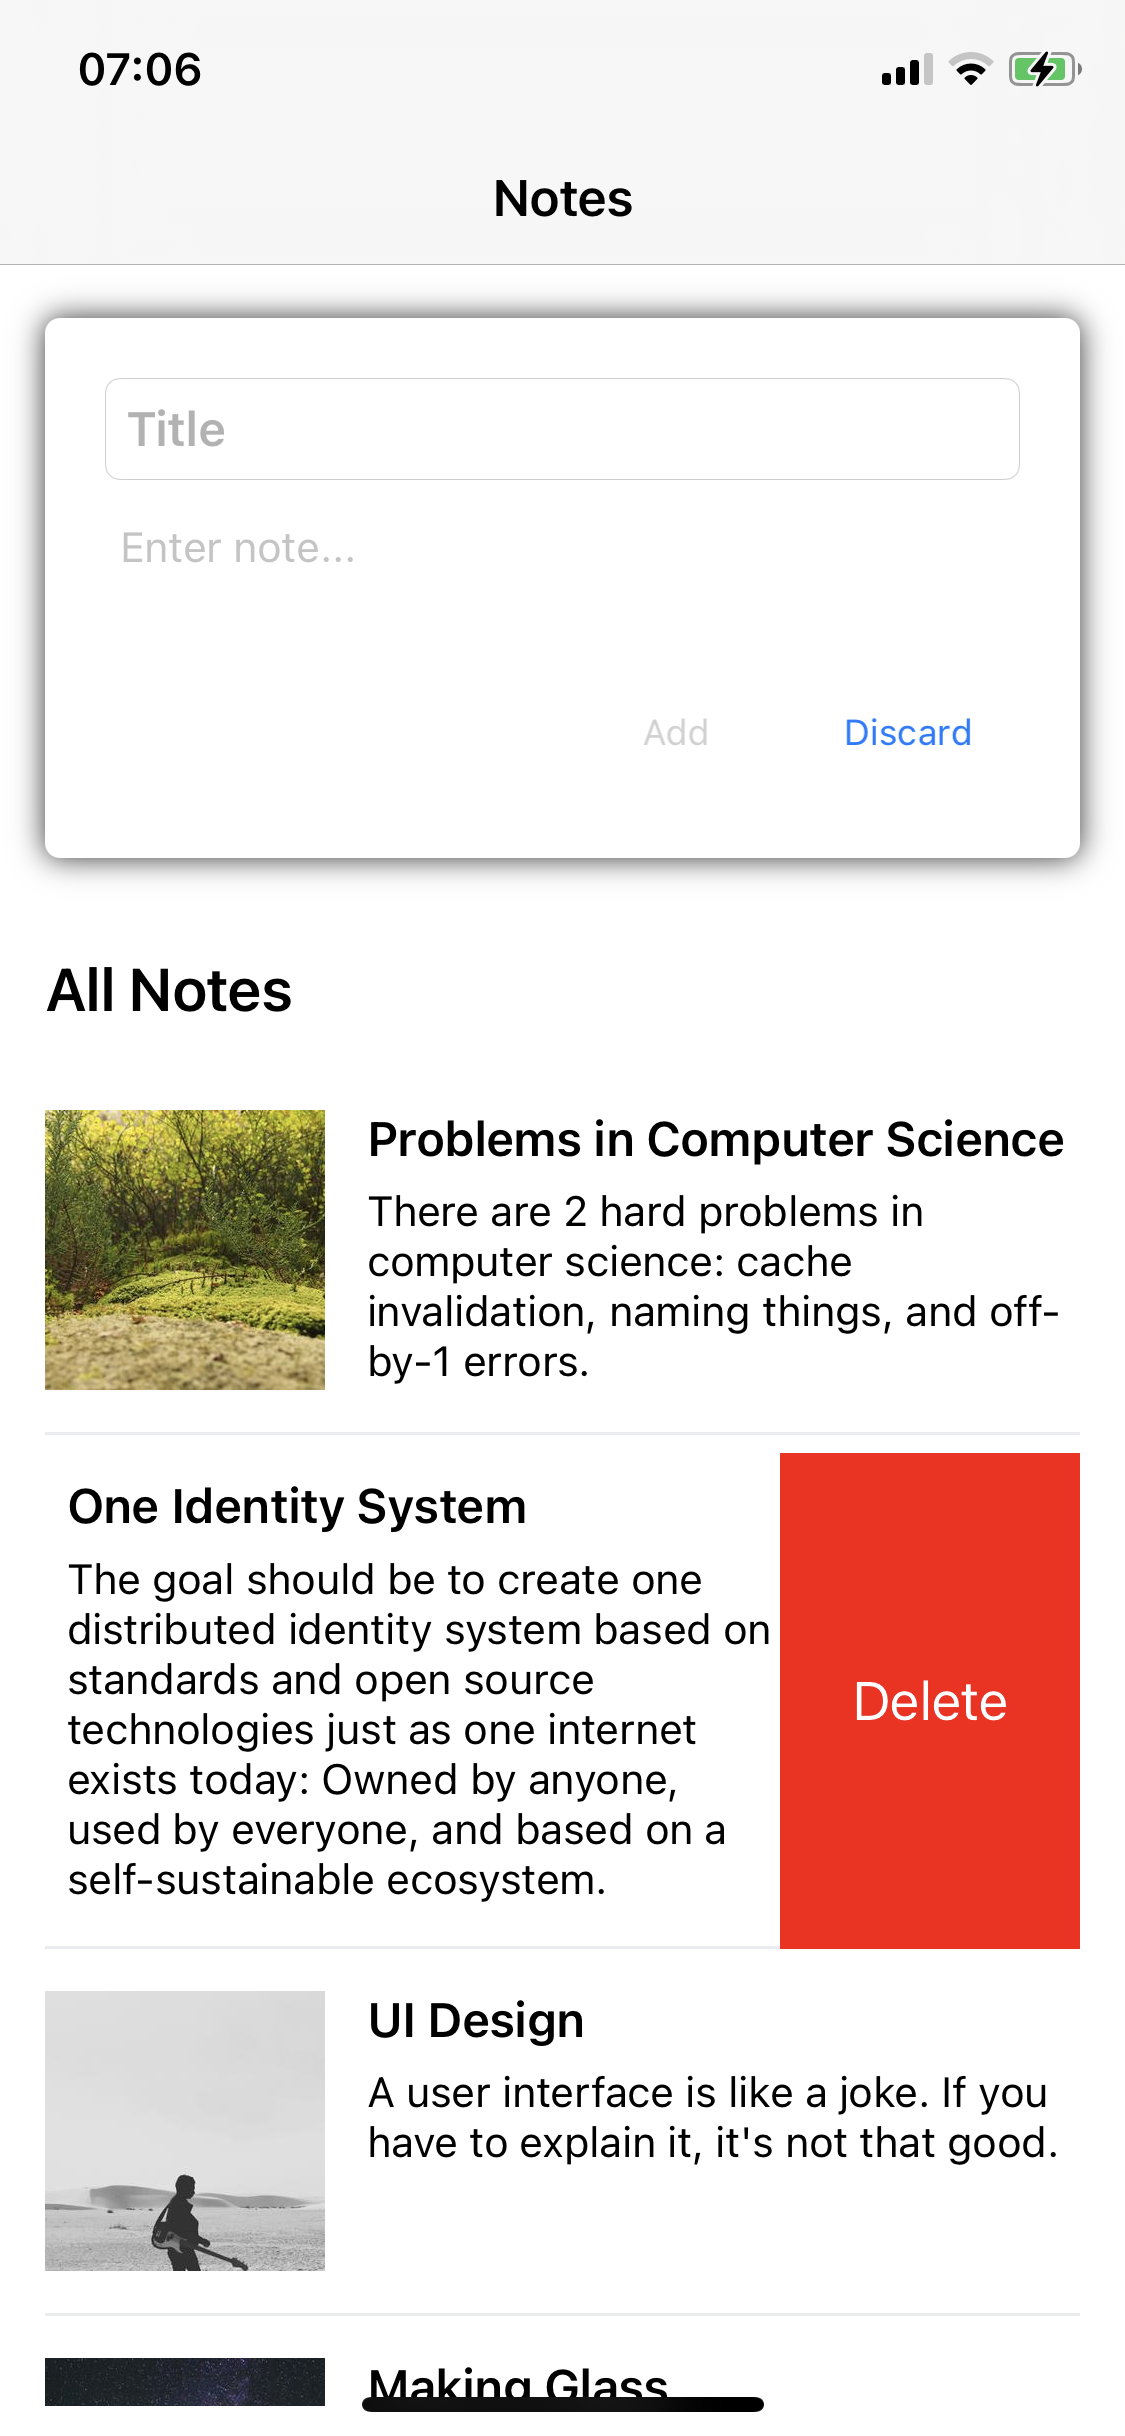 07:06
Notes
Title
Enter note...
Add
Discard
All Notes
Problems in Computer Science
There are 2 hard problems in
computer science: cache
invalidation, naming things, and off-
by-1 errors.
One Identity System
The goal should be to create one
distributed identity system based on
standards and open source
technologies just as one internet
exists today: Owned by anyone,
used by everyone, and based on a
self-sustainable ecosystem.
Delete
UI Design
A user interface is like a joke. If you
have to explain it, it's not that good.
Making Glass